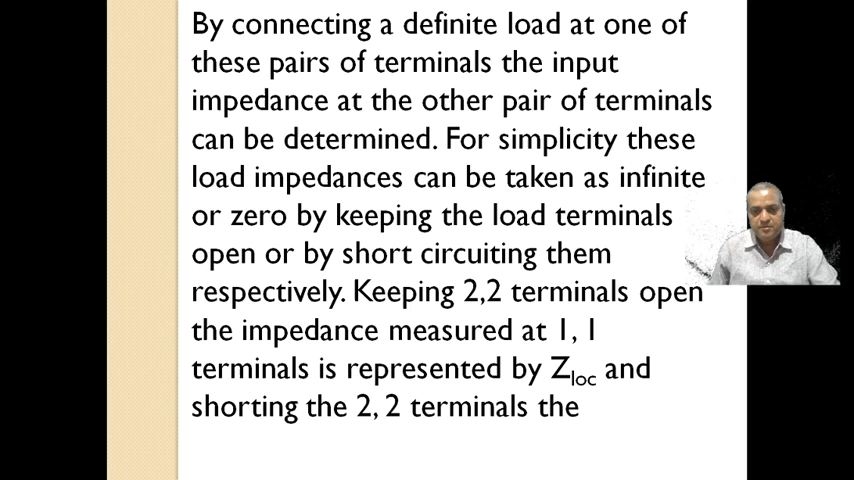 By connecting a definite load at one of
these pairs of terminals the input
impedance at the other pair of terminals
can be determined. For simplicity these
load impedances can be taken as infinite
or zero by keeping the load terminals
open or by short circuiting them
respectively. Keeping 2,2 terminals open
the impedance measured at 1, 1
terminals is represented by Z1oc and
shorting the 2, 2 terminals the